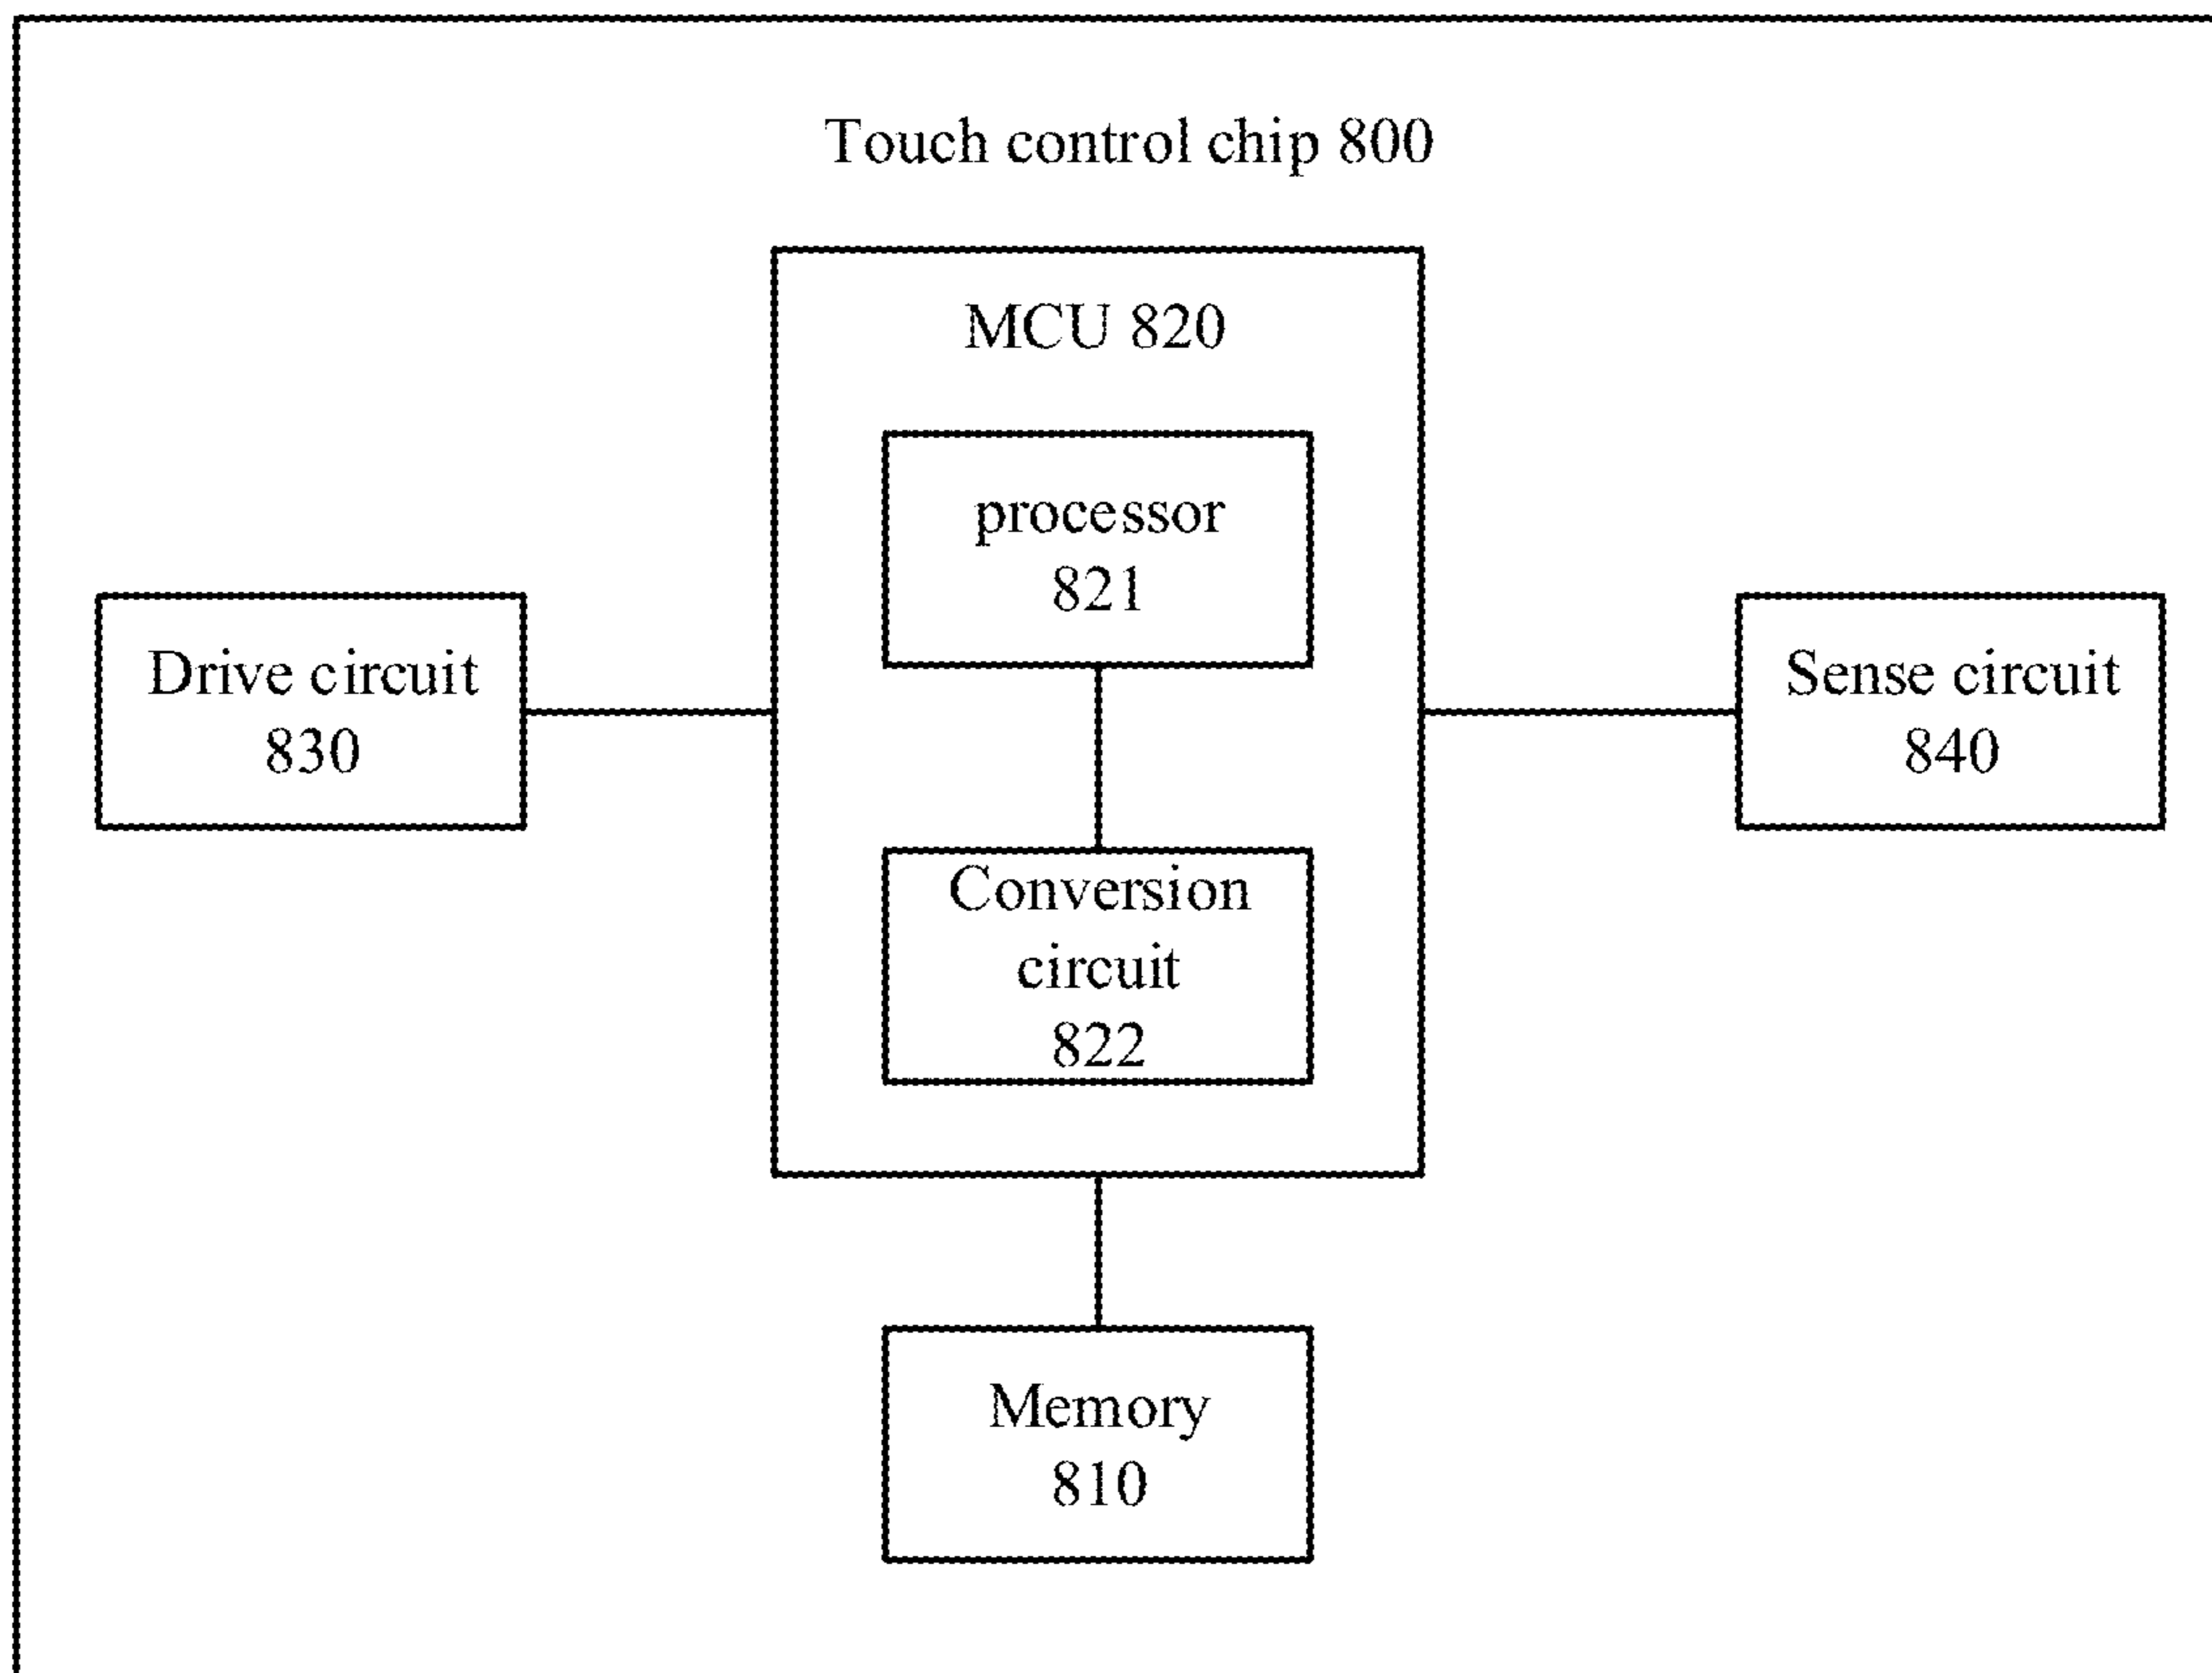 Touch control chip 800
MCU 820
processor
821
Drive circuit
830
Sense circuit
840
Conversion
circuit
822
Memory
810